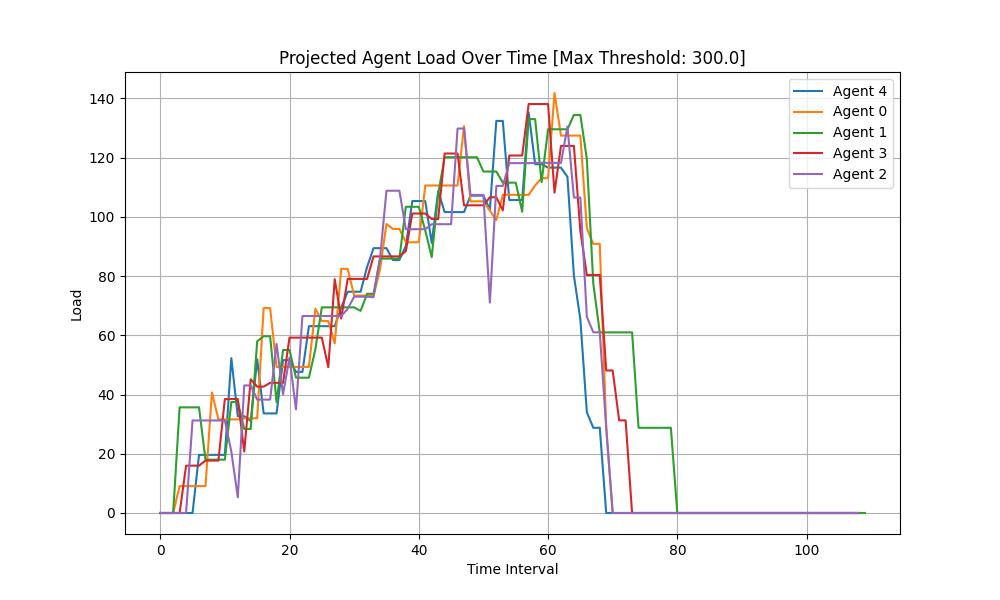 Projected Agent Load Over Time [Max Threshold: 300.0]
Load
140
120
100
80
60
40
20
0
Agent 4
Agent 0
Agent 1
Agent 3
Agent 2
0 20 40 60 80 100
Time Interval